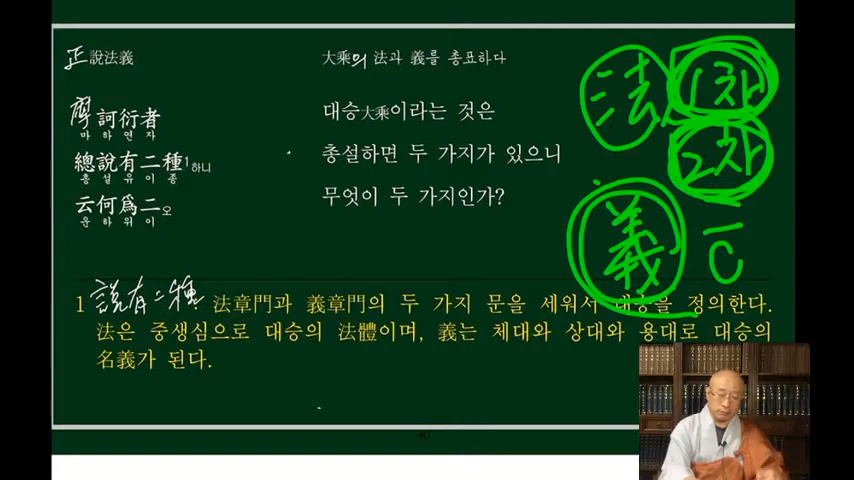 正說法義
大乘의 法과 義를 총표하다
摩訶衍者
마하연자
總說有二種1하니
총설유이종
云何爲二오
운하위이
대승大乘이라는 것은
총설하면 두 가지가 있으니
무엇이 두 가지인가?
法
1차
2차
義
1 說有二種 法章門과 義章門의 두 가지 문을 세워서 대승을 정의한다.
法은 중생심으로 대승의 法體이며, 義는 체대와 상대와 용대로 대승의
名義가 된다.
40